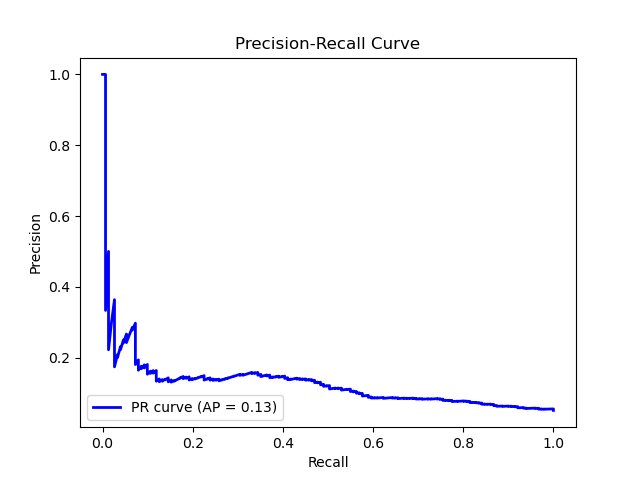 Precision-Recall Curve
1.0
0.8
0.6
0.4
0.2
Precision
PR curve (AP = 0.13)
0.0 0.2 0.4 0.6 0.8 1.0
Recall